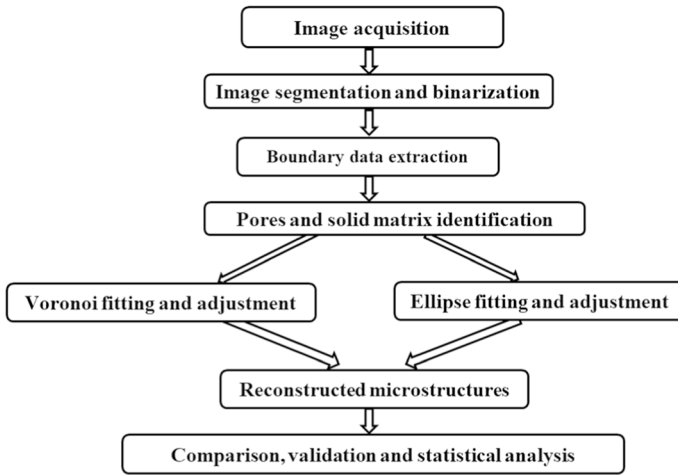 Image acquisition
Image segmentation and binarization
Boundary data extraction
Pores and solid matrix identification
Voronoi fitting and adjustment
Ellipse fitting and adjustment
Reconstructed microstructures
Comparison, validation and statistical analysis